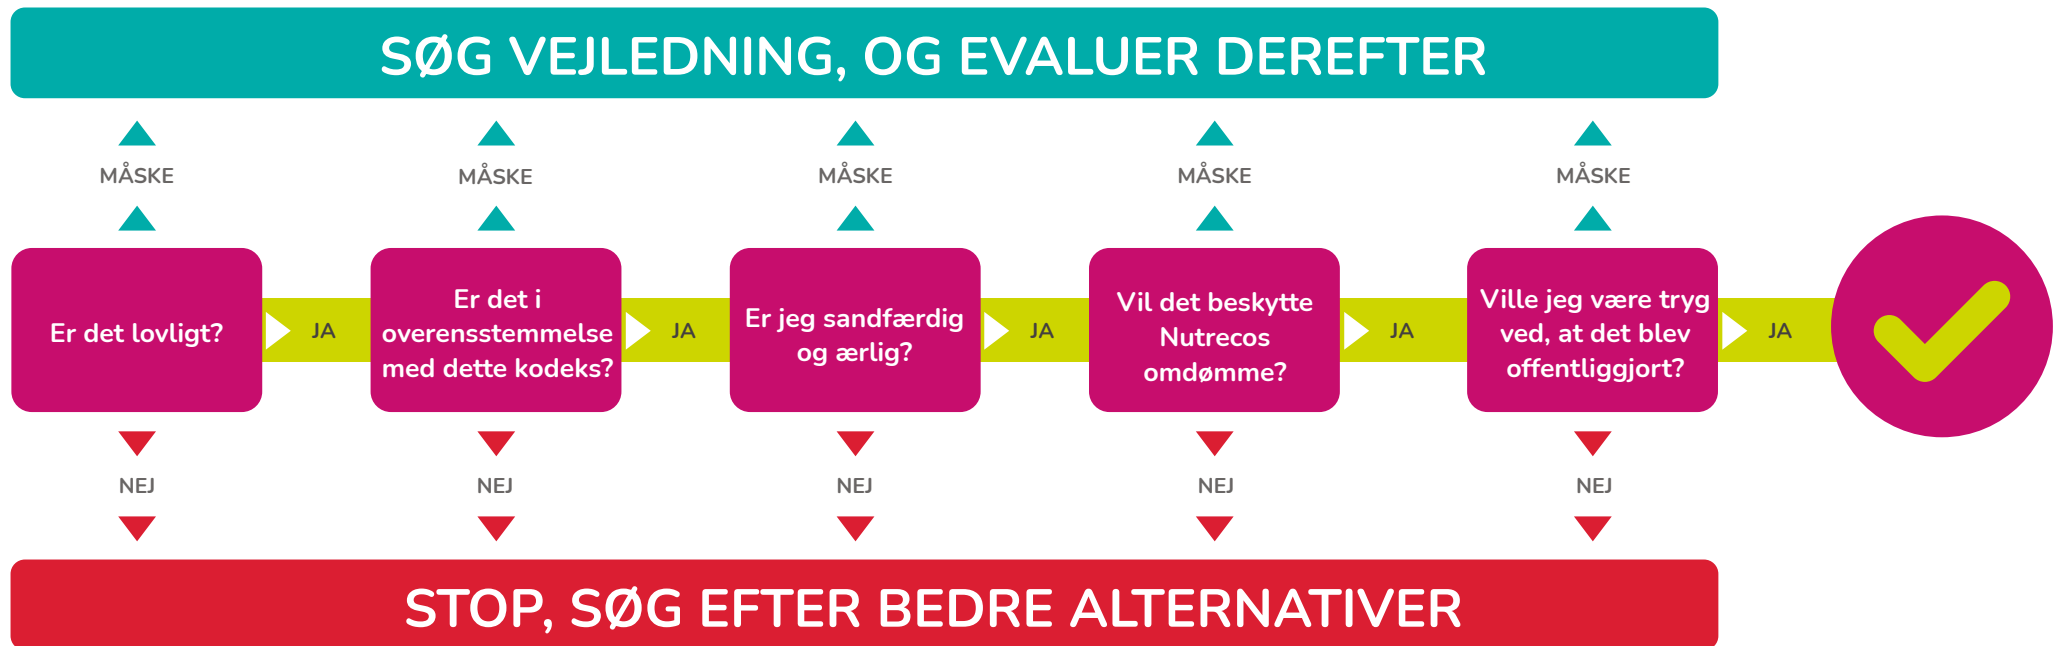 SØG VEJLEDNING, OG EVALUER DEREFTER
MÅSKE
MÅSKE
MÅSKE
MÅSKE
MÅSKE
Er det lovligt?
JA
Er det i
overensstemmelse
med dette kodeks?
JA
Er jeg sandfærdig
og ærlig?
JA
Vil det beskytte
Nutrecos
omdømme?
JA
Ville jeg være tryg
ved, at det blev
offentliggjort?
JA
NEJ
NEJ
NEJ
NEJ
NEJ
STOP, SØG EFTER BEDRE ALTERNATIVER